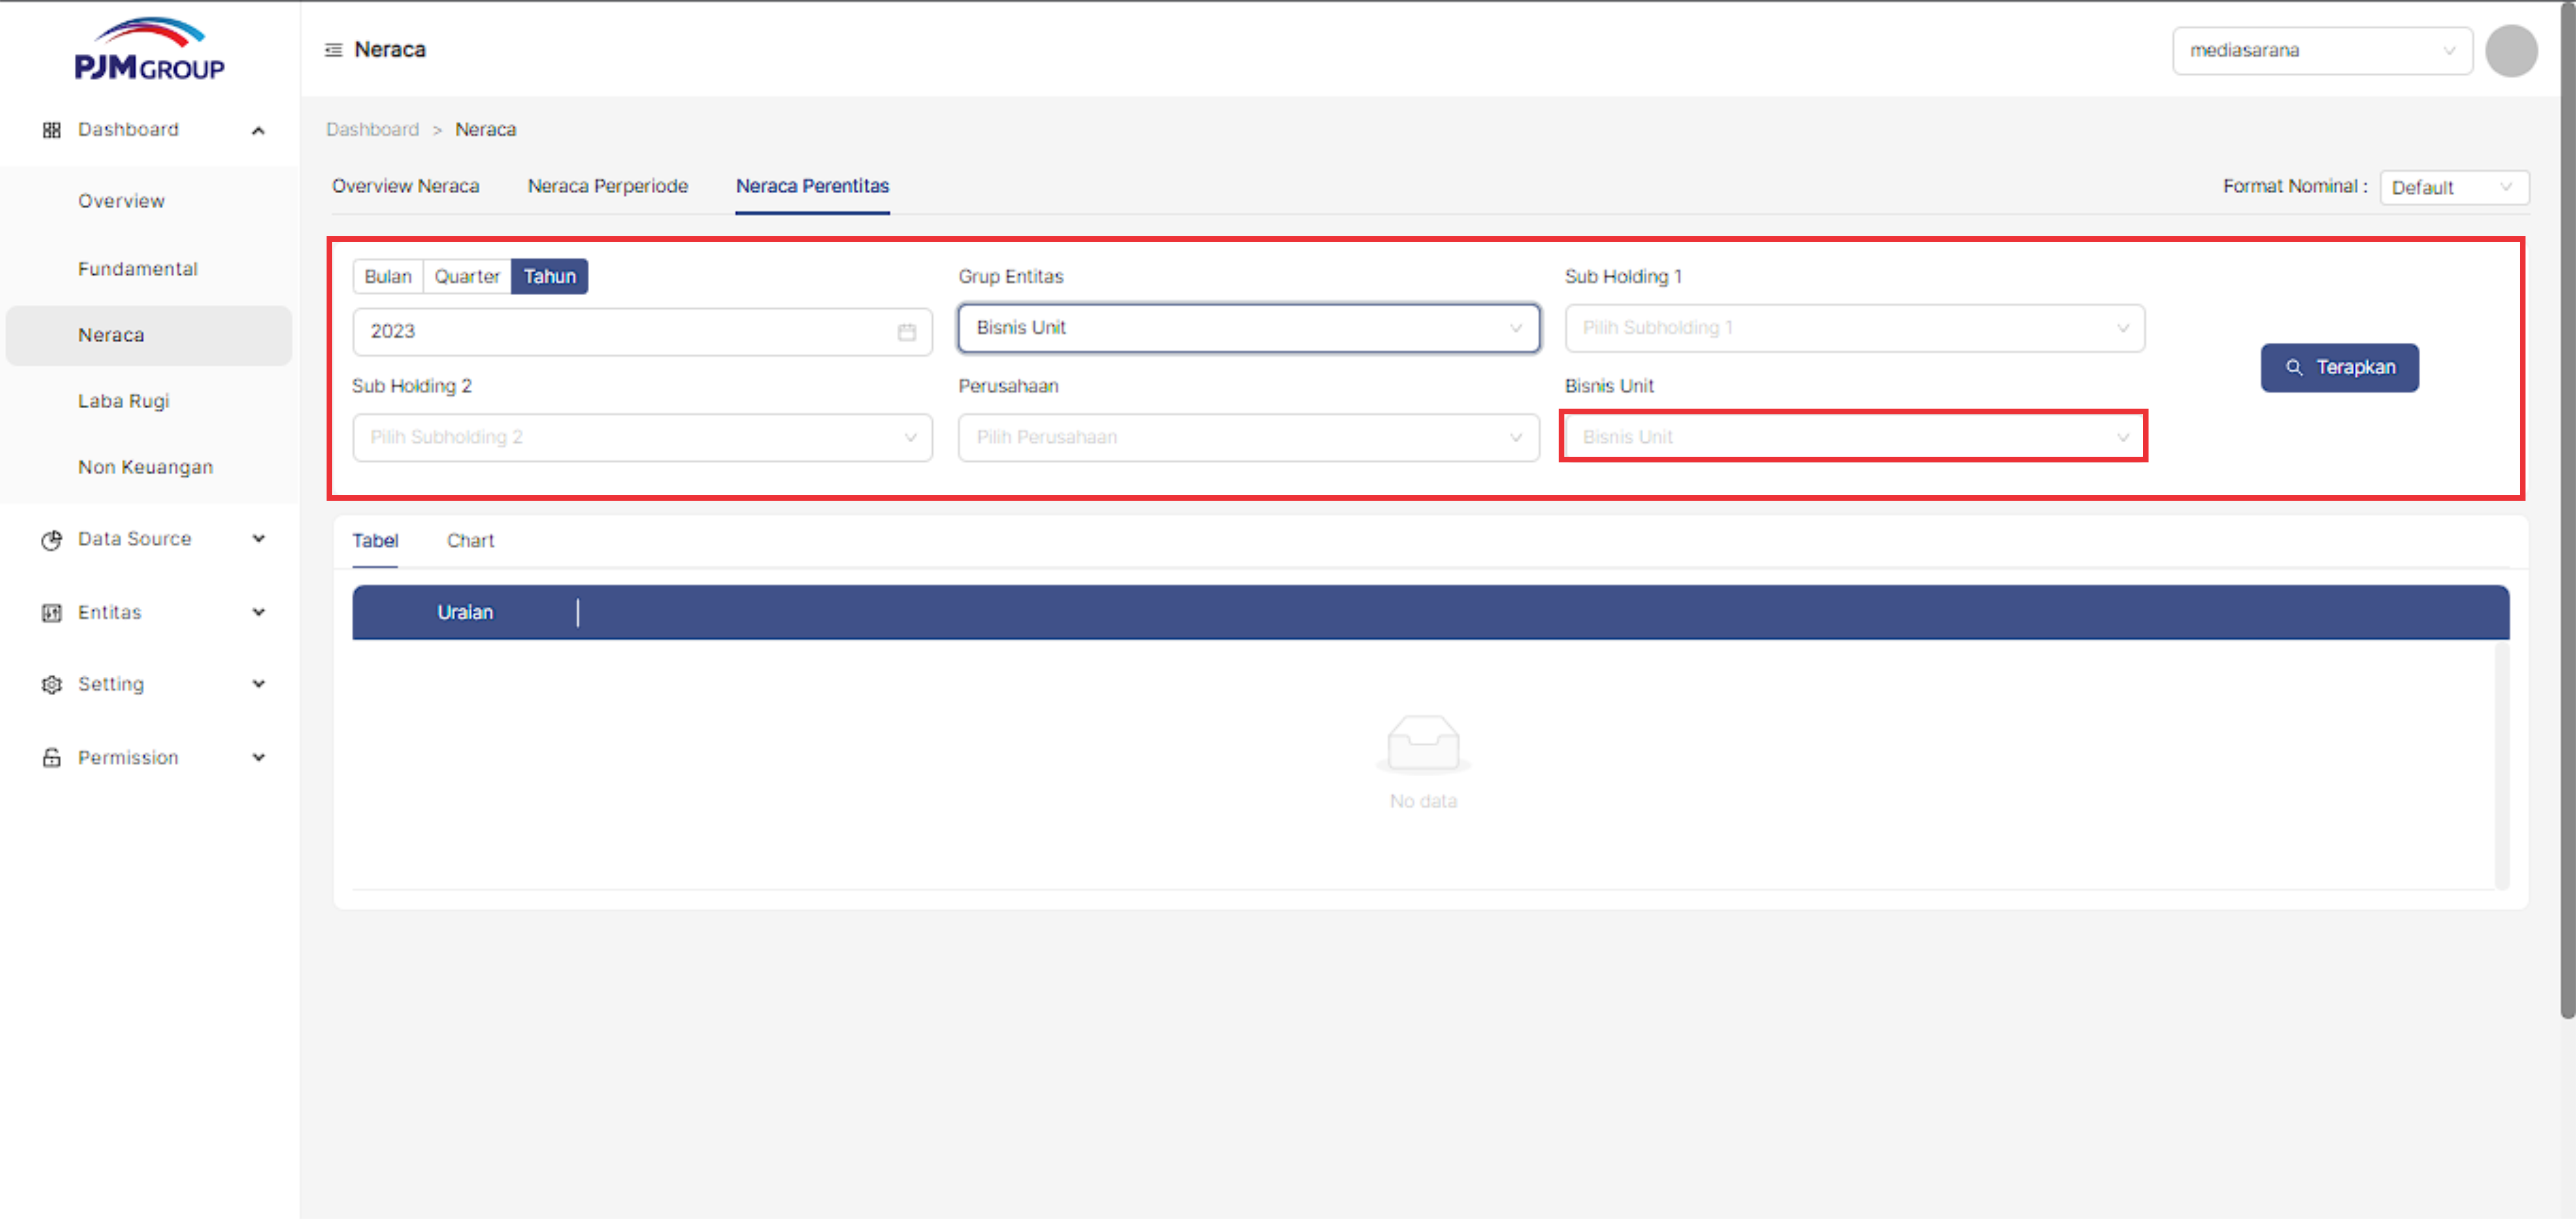 PJM GROUP
Neraca
mediasarana
Dashboard
Overview
Fundamental
Neraca
Laba Rugi
Non Keuangan
Data Source
Entitas
Setting
Permission
Dashboard > Neraca
Overview Neraca Neraca Perperiode Neraca Perentitas
Format Nominal : Default
Bulan Quarter Tahun
2023
Grup Entitas
Bisnis Unit
Sub Holding 1
Pilih Subholding 1
Sub Holding 2
Pilih Subholding 2
Perusahaan
Pilih Perusahaan
Bisnis Unit
Bisnis Unit
Terapkan
Tabel Chart
Uraian
No data